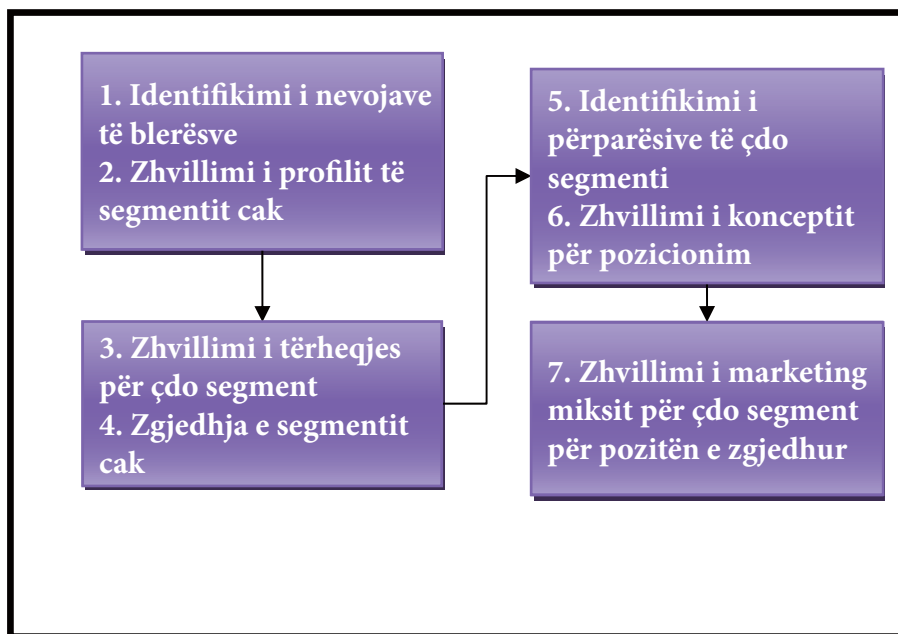 1. Identifikimi i nevojave
të blerësve
2. Zhvillimi i profilit të
segmentit cak
3. Zhvillimi i tërheqjes
për çdo segment
4. Zgjedhja e segmentit
cak
5. Identifikimi i
përparësive të çdo
segmenti
6. Zhvillimi i konceptit
për pozicionim
7. Zhvillimi i marketing
miksit për çdo segment
për pozitën e zgjedhur